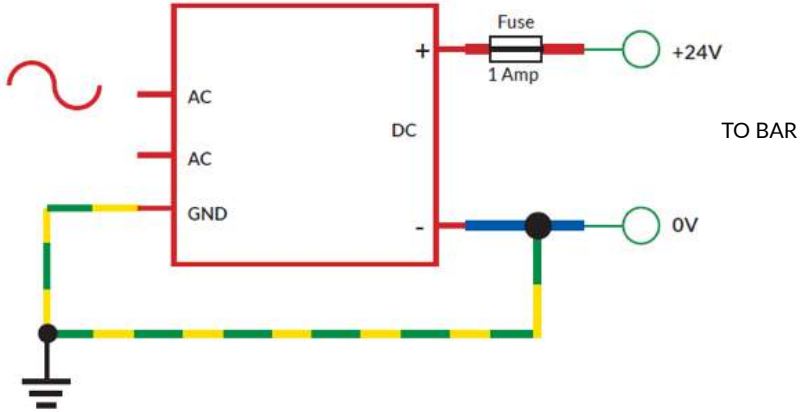 Fuse
+
1 Amp
+24V
AC
DC
TO BAR
AC
GND
-
0V